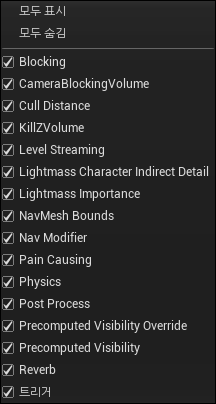 모두 표시
모두 숨김
Blocking
CameraBlockingVolume
Cull Distance
KillZVolume
Level Streaming
Lightmass Character Indirect Detail
Lightmass Importance
NavMesh Bounds
Nav Modifier
Pain Causing
Physics
Post Process
Precomputed Visibility Override
Precomputed Visibility
Reverb
트리거